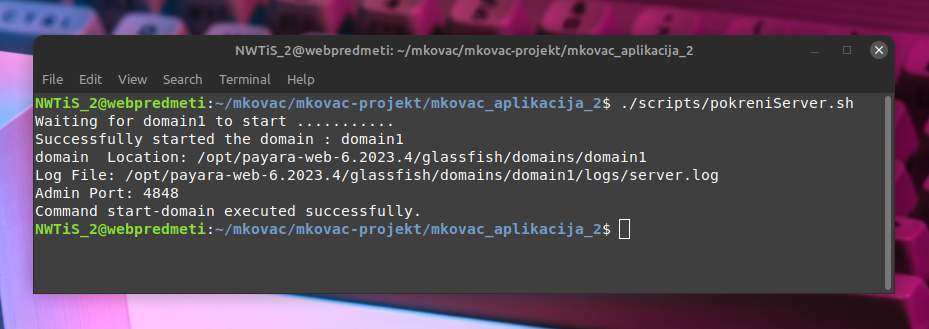 NWTiS_2@webpredmeti: ~/mkovac/mkovac-projekt/mkovac_aplikacija_2
File Edit View Search Terminal Help
NWTiS_2@webpredmeti:~/mkovac/mkovac-projekt/mkovac_aplikacija_2$ ./scripts/pokreniServer.sh
Waiting for domain1 to start ...........
Successfully started the domain : domain1
domain  Location: /opt/payara-web-6.2023.4/glassfish/domains/domain1
Log File: /opt/payara-web-6.2023.4/glassfish/domains/domain1/logs/server.log
Admin Port: 4848
Command start-domain executed successfully.
NWTiS_2@webpredmeti:~/mkovac/mkovac-projekt/mkovac_aplikacija_2$